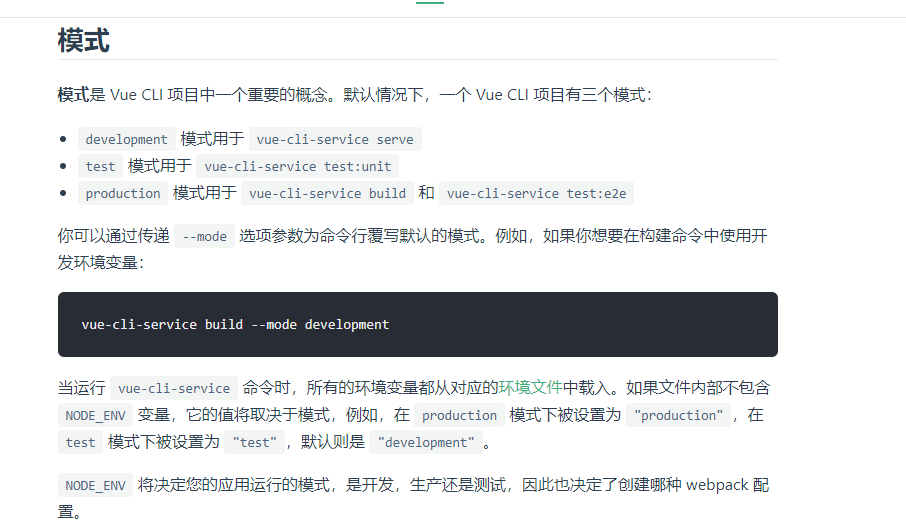 模式
模式是 Vue CLI 项目中一个重要的概念。默认情况下，一个 Vue CLI 项目有三个模式：
development 模式用于 vue-cli-service serve
test 模式用于 vue-cli-service test:unit
production 模式用于 vue-cli-service build 和 vue-cli-service test:e2e
你可以通过传递 --mode 选项参数为命令行覆写默认的模式。例如，如果你想要在构建命令中使用开
发环境变量：
vue-cli-service build --mode development
当运行 vue-cli-service 命令时，所有的环境变量都从对应的环境文件中载入。如果文件内部不包含
NODE_ENV 变量，它的值将取决于模式，例如，在 production 模式下被设置为 "production"，在
test 模式下被设置为 "test"，默认则是 "development"。
NODE_ENV 将决定您的应用运行的模式，是开发，生产还是测试，因此也决定了创建哪种 webpack 配
置。